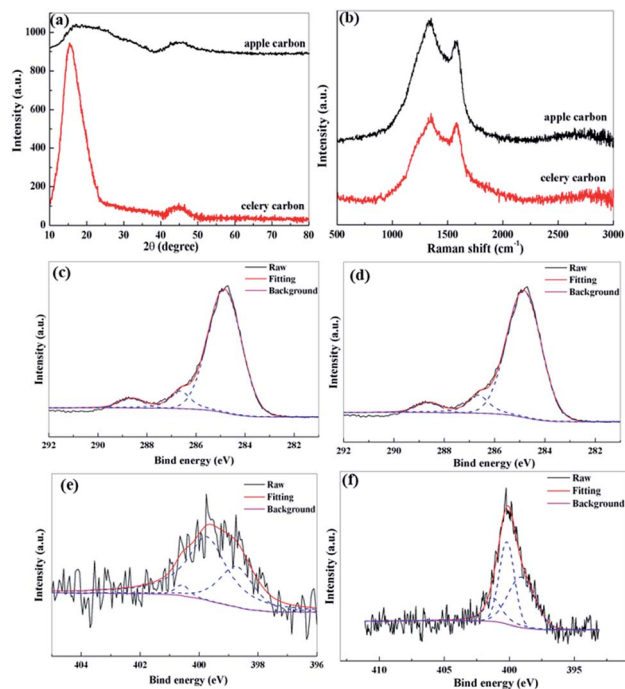 (a)
1000
800
600
400
200
0
Intensity (a.u.)
apple carbon
celery carbon
10 20 30 40 50 60 70 80
2θ (degree)
(b)
Intensity (a.u.)
apple carbon
celery carbon
500 1000 1500 2000 2500 3000
Raman shift (cm-1)
(c)
Raw
Fitting
Background
Intensity (a.u.)
292 290 288 286 284 282
Bind energy (eV)
(d)
Raw
Fitting
Background
Intensity (a.u.)
292 290 288 286 284 282
Bind energy (eV)
(e)
Raw
Fitting
Background
Intensity (a.u.)
404 402 400 398 396
Bind energy (eV)
(f)
Raw
Fitting
Background
Intensity (a.u.)
410 405 400 395
Bind energy (eV)